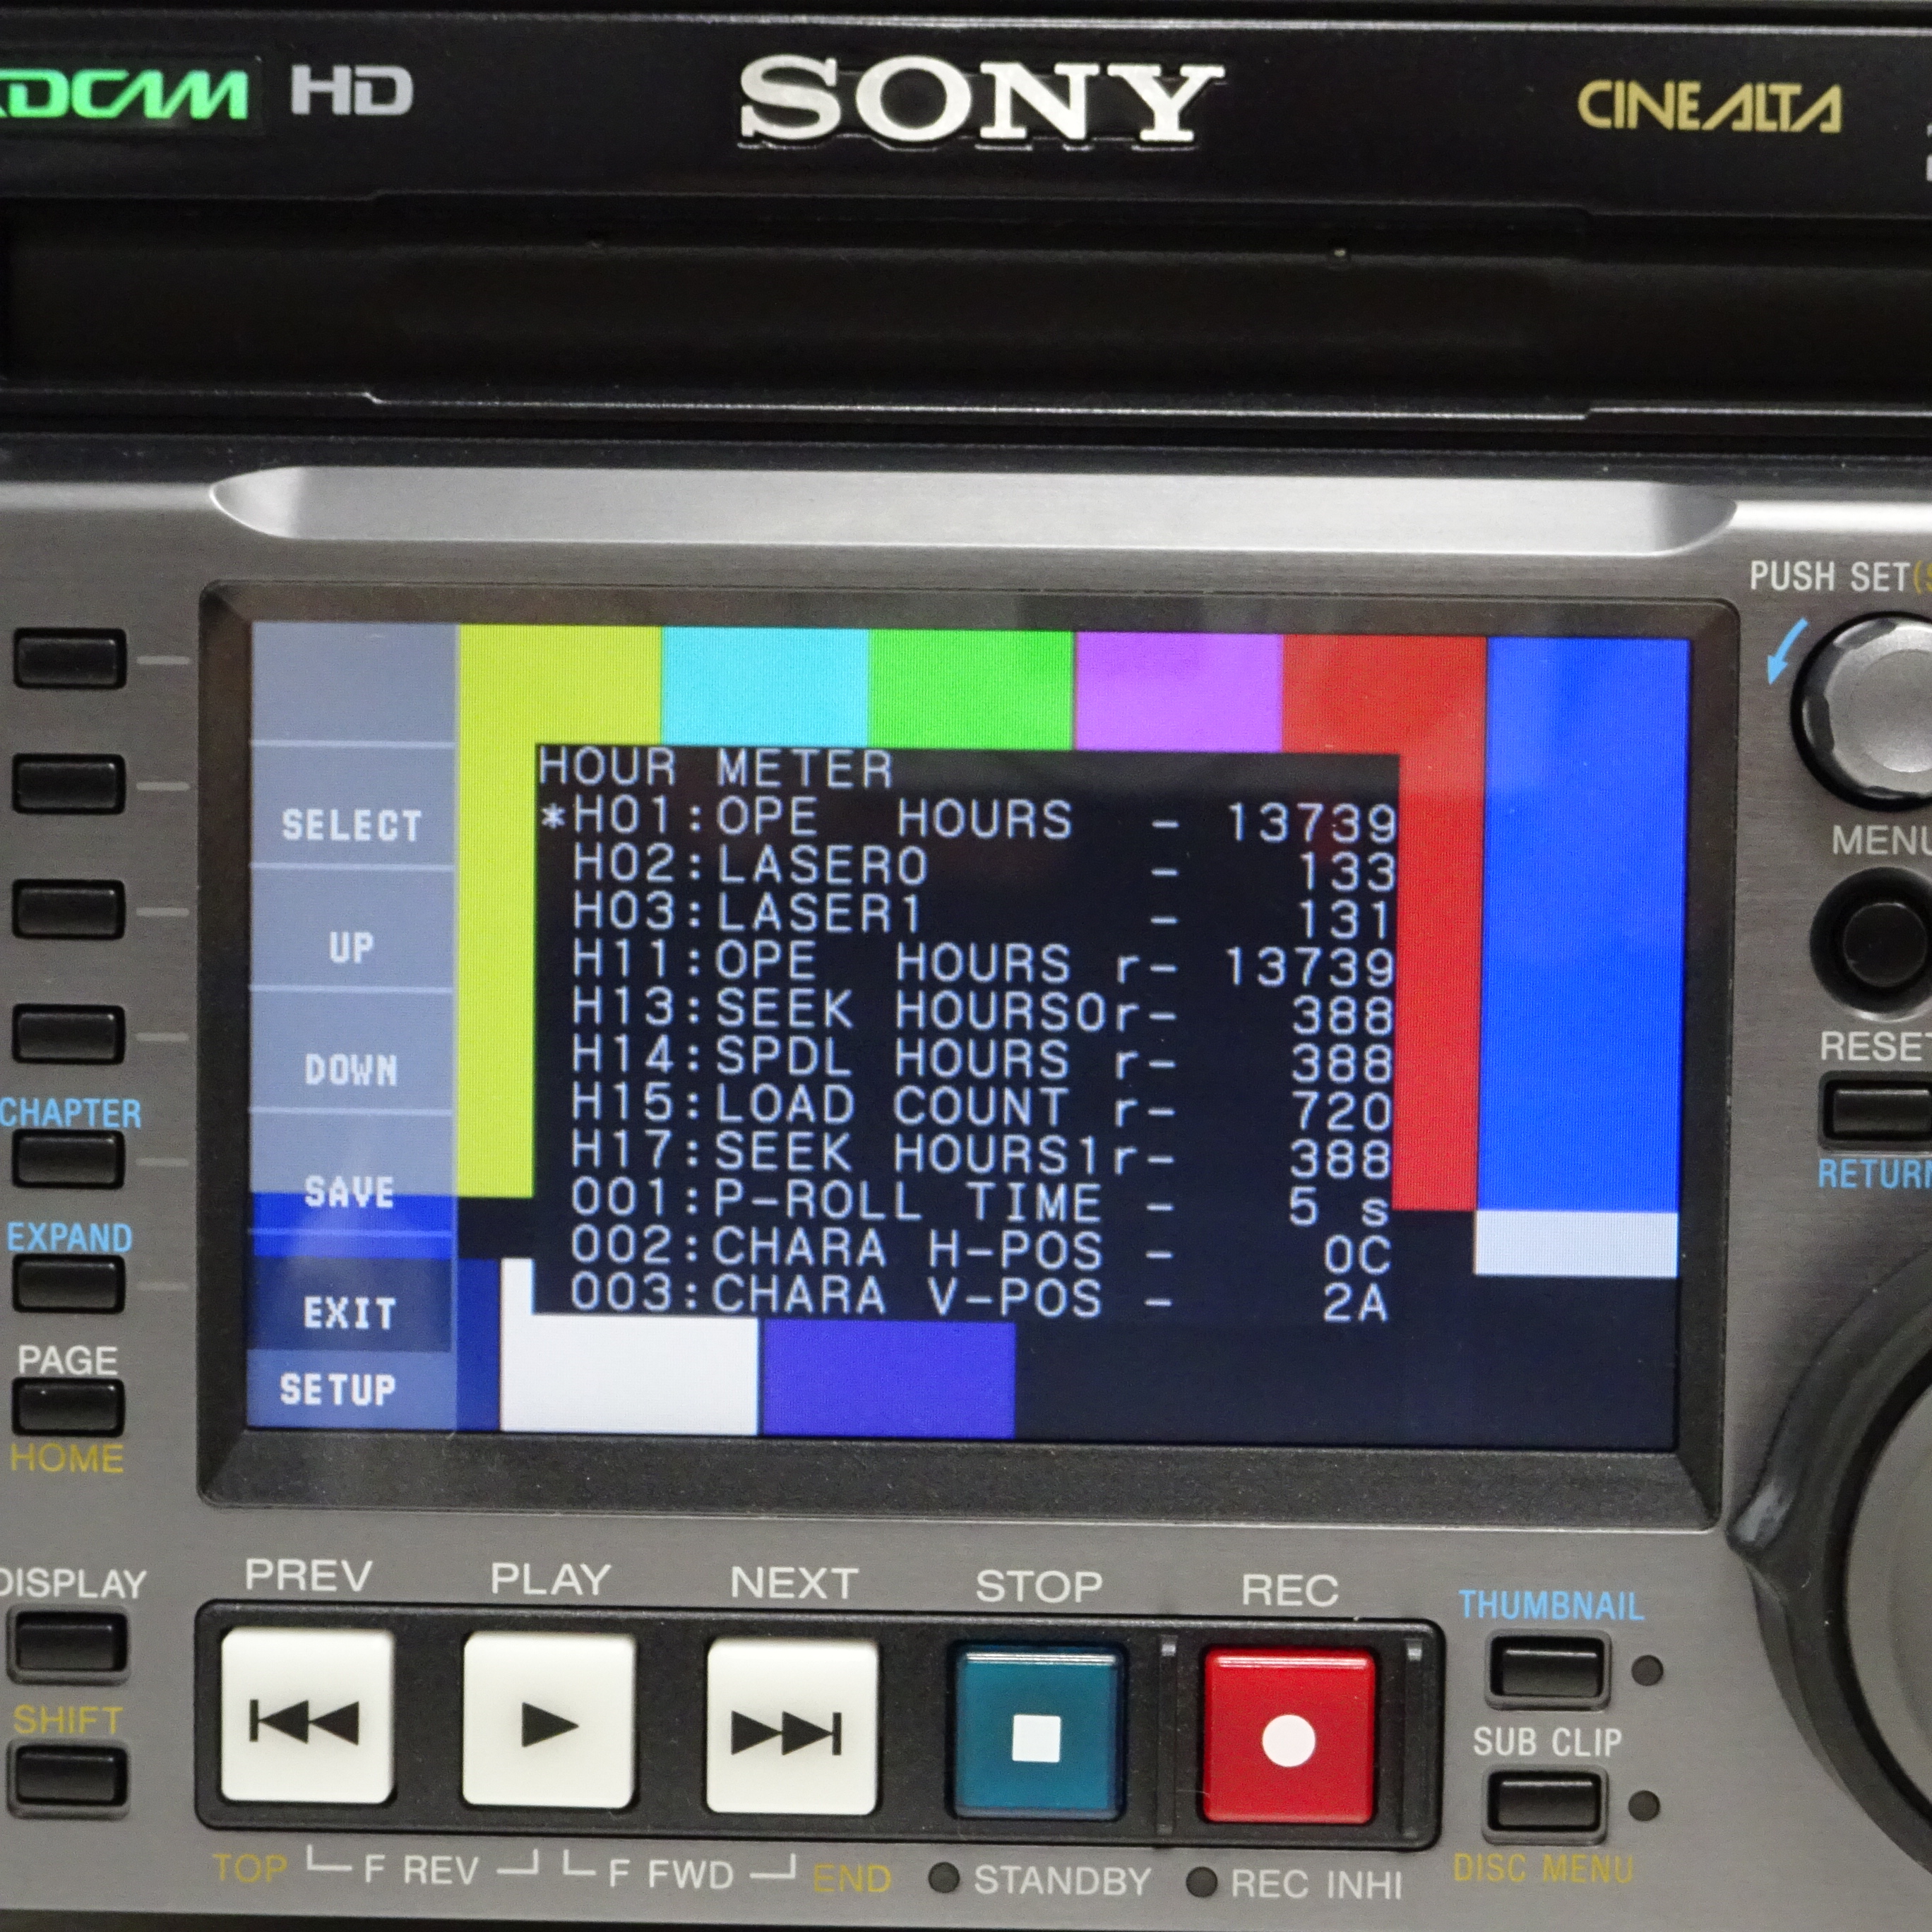 XDCAM HD SONY CINEALTA
PUSH SET
SELECT
UP
DOWN
SAVE
EXIT
SETUP
HOUR METER
*H01:OPE HOURS - 13739
H02:LASER0 - 133
H03:LASER1 - 131
H11:OPE HOURS r- 13739
H13:SEEK HOURS0r- 388
H14:SPDL HOURS r- 388
H15:LOAD COUNT r- 720
H17:SEEK HOURS1r- 388
001:P-ROLL TIME - 5 s
002:CHARA H-POS - 0C
003:CHARA V-POS - 2A
MENU
RESET
RETURN
CHAPTER
EXPAND
PAGE
HOME
DISPLAY
SHIFT
PREV PLAY NEXT STOP REC
THUMBNAIL
SUB CLIP
DISC MENU
TOP F REV F FWD END STANDBY REC INHI